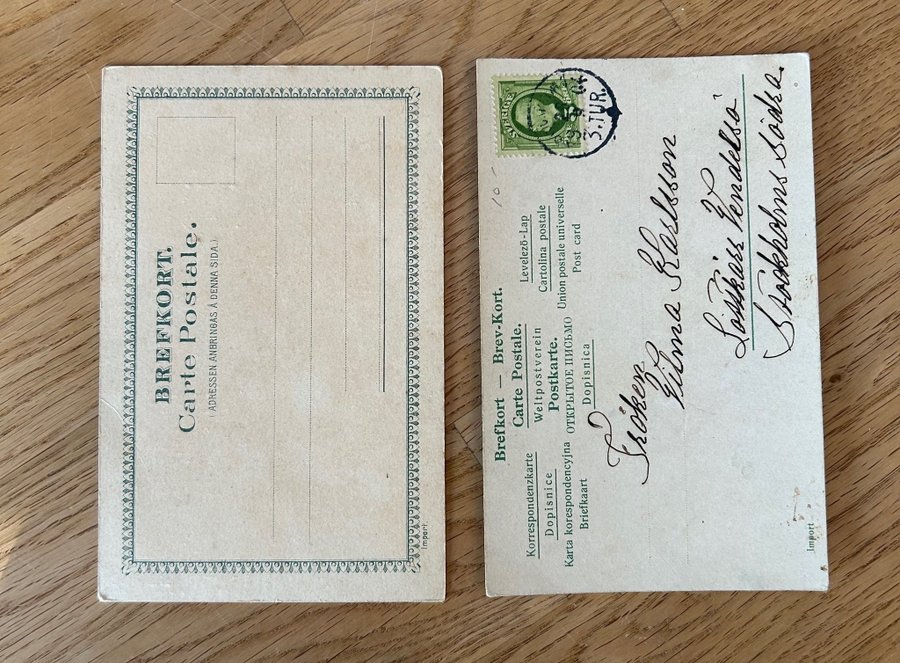 BREFKORT.
Carte Postale.
(ADRESSEN ANBRINGAS Å DENNA SIDA.)
Import
SVERIGE
3. TUR.
10 -
Brefkort — Brev-Kort.
Carte Postale.
Weltpostverein
Postkarte.
ОТКРЫТОЕ ПИСЬМО
Dopisnica
Levelező-Lap
Cartolina postale
Union postale universelle
Post card
Korrespondenzkarte
Dopisnice
Karta korespondencyjna
Briefkaart
Fröken
Karlsson
Stockholms Södra.
Import